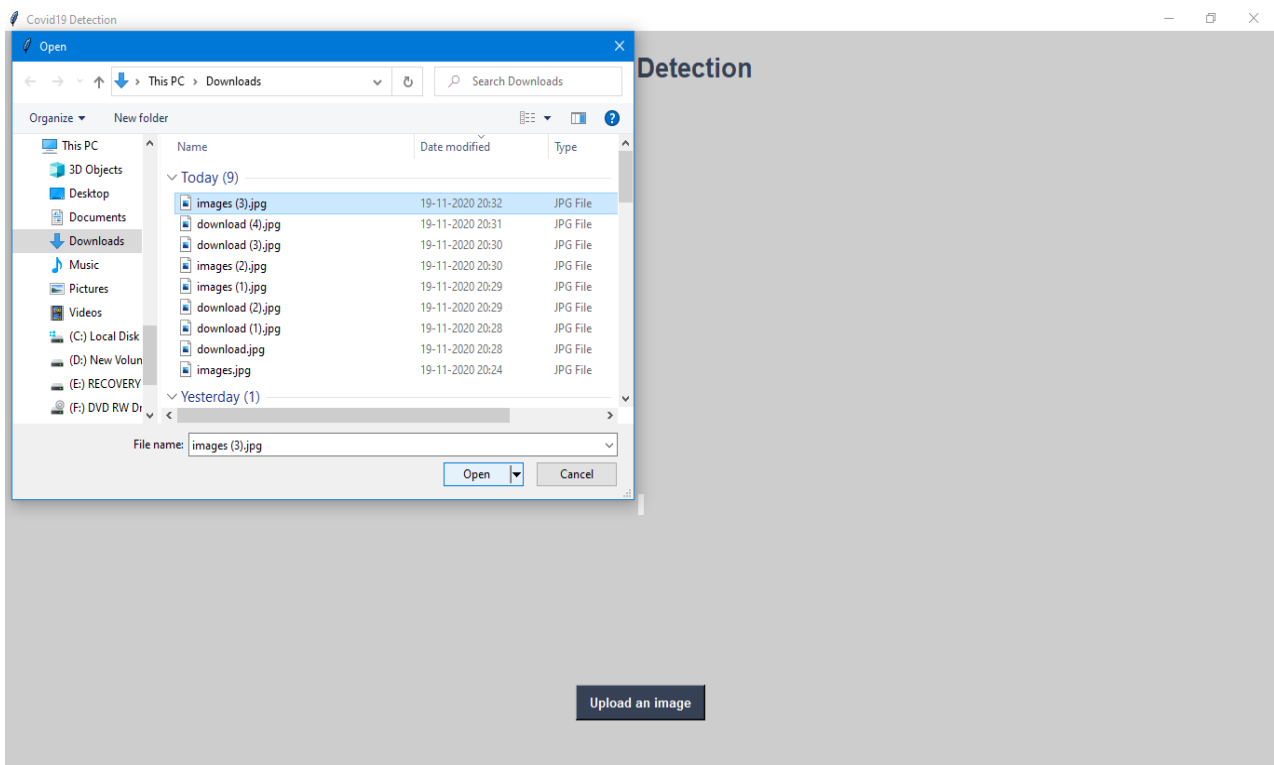 Covid19 Detection
Open
This PC > Downloads
Search Downloads
Detection
Organize
New folder
This PC
3D Objects
Desktop
Documents
Downloads
Music
Pictures
Videos
(C:) Local Disk
(D:) New Volun
(E:) RECOVERY
(F:) DVD RW Dr
Name Date modified Type
Today (9)
images (3).jpg 19-11-2020 20:32 JPG File
download (4).jpg 19-11-2020 20:31 JPG File
download (3).jpg 19-11-2020 20:30 JPG File
images (2).jpg 19-11-2020 20:30 JPG File
images (1).jpg 19-11-2020 20:29 JPG File
download (2).jpg 19-11-2020 20:29 JPG File
download (1).jpg 19-11-2020 20:28 JPG File
download.jpg 19-11-2020 20:28 JPG File
images.jpg 19-11-2020 20:24 JPG File
Yesterday (1)
File name: images (3).jpg
Open
Cancel
Upload an image